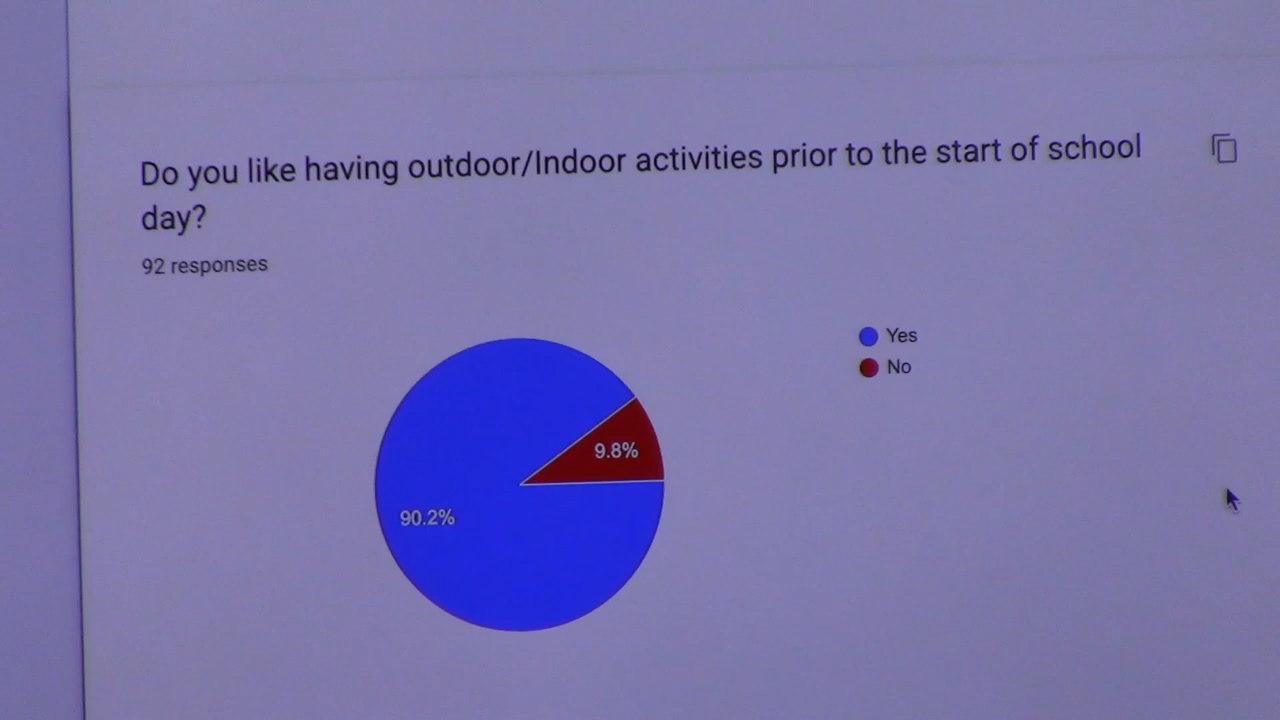 Do you like having outdoor/Indoor activities prior to the start of school
day?
92 responses
Yes
No
9.8%
90.2%